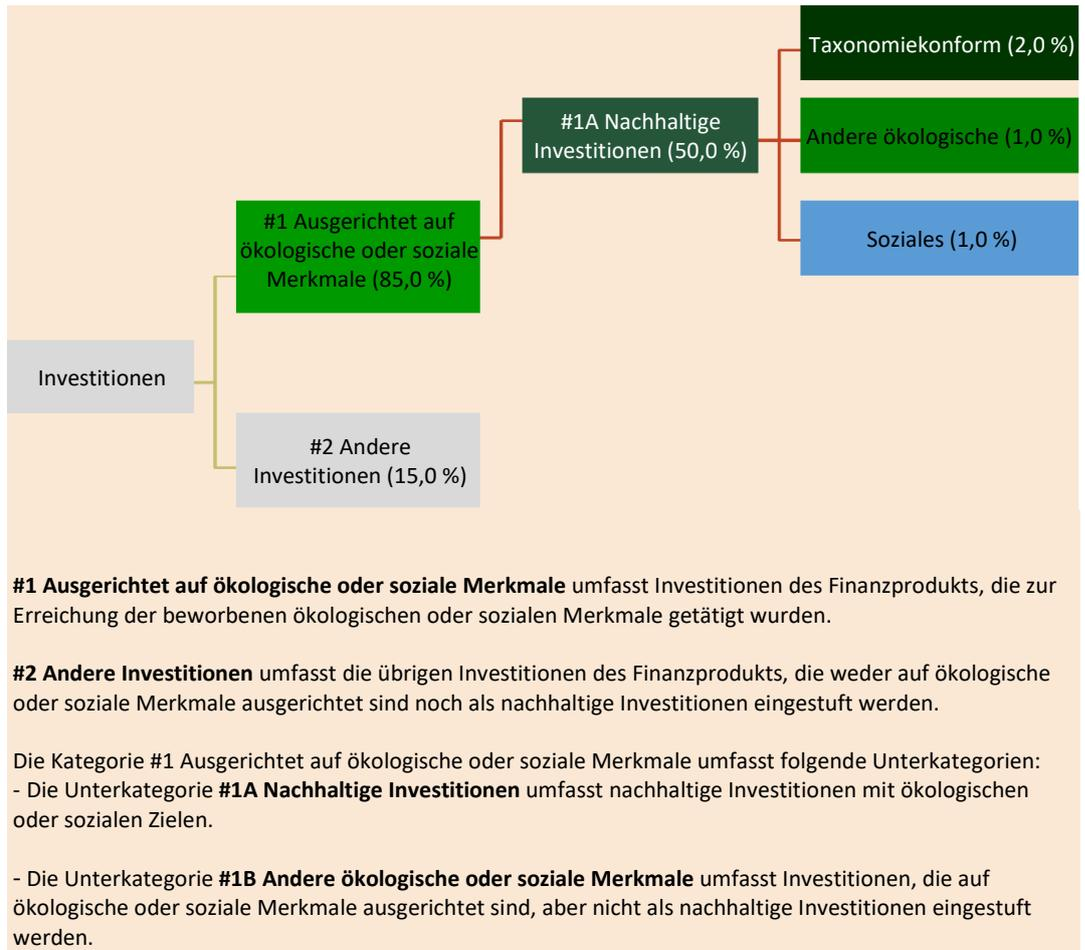 Taxonomiekonform (2,0 %)
#1A Nachhaltige
Investitionen (50,0 %)
Andere ökologische (1,0 %)
#1 Ausgerichtet auf
ökologische oder soziale
Merkmale (85,0 %)
Soziales (1,0 %)
Investitionen
#2 Andere
Investitionen (15,0 %)
#1 Ausgerichtet auf ökologische oder soziale Merkmale umfasst Investitionen des Finanzprodukts, die zur
Erreichung der beworbenen ökologischen oder sozialen Merkmale getätigt wurden.
#2 Andere Investitionen umfasst die übrigen Investitionen des Finanzprodukts, die weder auf ökologische
oder soziale Merkmale ausgerichtet sind noch als nachhaltige Investitionen eingestuft werden.
Die Kategorie #1 Ausgerichtet auf ökologische oder soziale Merkmale umfasst folgende Unterkategorien:
- Die Unterkategorie #1A Nachhaltige Investitionen umfasst nachhaltige Investitionen mit ökologischen
oder sozialen Zielen.
- Die Unterkategorie #1B Andere ökologische oder soziale Merkmale umfasst Investitionen, die auf
ökologische oder soziale Merkmale ausgerichtet sind, aber nicht als nachhaltige Investitionen eingestuft
werden.